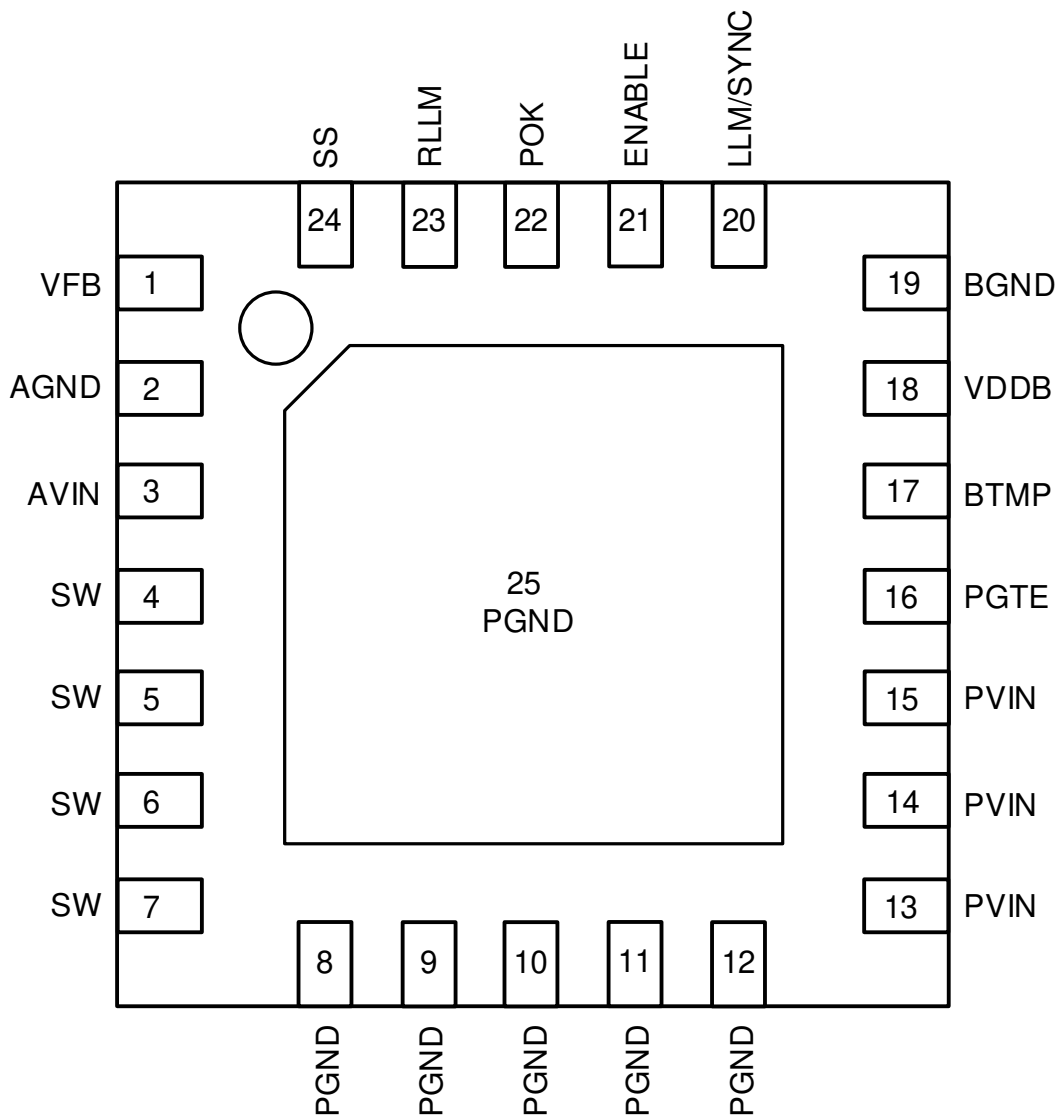 SS
RLLM
POK
ENABLE
LLM/SYNC
24
23
22
21
20
VFB 1
19 BGND
AGND 2
18 VDDB
AVIN 3
17 BTMP
SW 4
16 PGTE
25
PGND
SW 5
15 PVIN
SW 6
14 PVIN
SW 7
13 PVIN
8
9
10
11
12
PGND
PGND
PGND
PGND
PGND